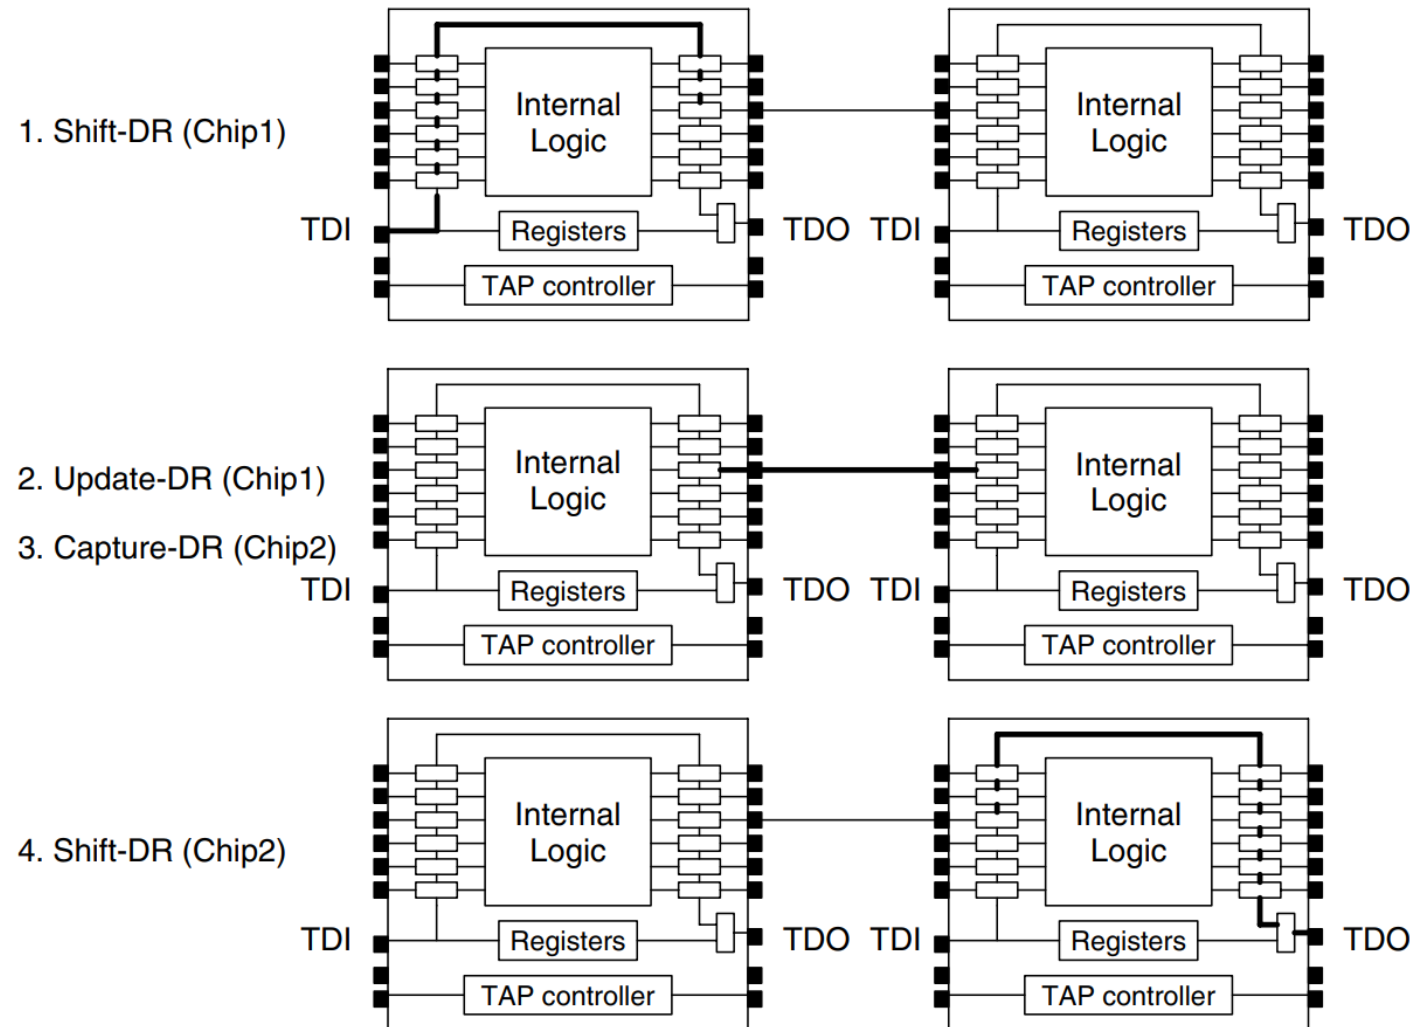 1. Shift-DR (Chip1)
Internal
Logic
Internal
Logic
TDI
Registers
TDO
TDI
Registers
TDO
TAP controller
TAP controller
2. Update-DR (Chip1)
3. Capture-DR (Chip2)
Internal
Logic
Internal
Logic
TDI
Registers
TDO
TDI
Registers
TDO
TAP controller
TAP controller
4. Shift-DR (Chip2)
Internal
Logic
Internal
Logic
TDI
Registers
TDO
TDI
Registers
TDO
TAP controller
TAP controller